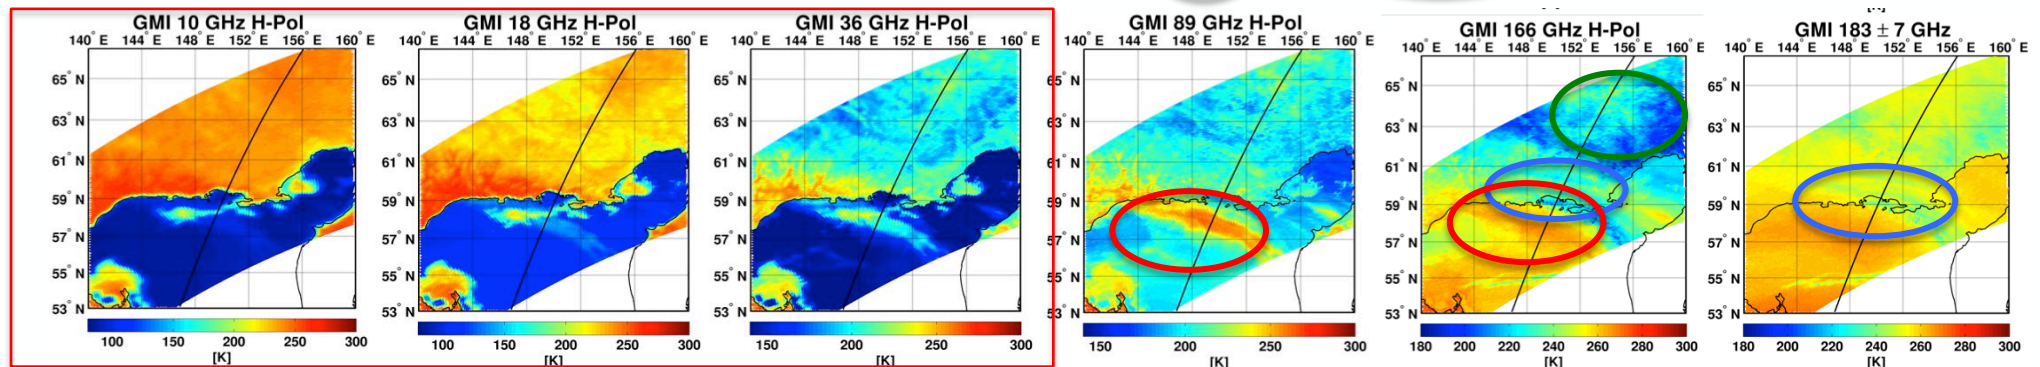 GMI 10 GHz H-Pol
140° E 144° E 148° E 152° E 156° E 160° E
65° N
63° N
61° N
59° N
57° N
55° N
53° N
100 150 200 250 300
[K]
GMI 18 GHz H-Pol
140° E 144° E 148° E 152° E 156° E 160° E
65° N
63° N
61° N
59° N
57° N
55° N
53° N
100 150 200 250 300
[K]
GMI 36 GHz H-Pol
140° E 144° E 148° E 152° E 156° E 160° E
65° N
63° N
61° N
59° N
57° N
55° N
53° N
150 200 250 300
[K]
GMI 89 GHz H-Pol
140° E 144° E 148° E 152° E 156° E 160° E
65° N
63° N
61° N
59° N
57° N
55° N
53° N
150 200 250 300
[K]
GMI 166 GHz H-Pol
140° E 144° E 148° E 152° E 156° E 160° E
65° N
63° N
61° N
59° N
57° N
55° N
53° N
180 200 220 240 260 280 300
[K]
GMI 183 ± 7 GHz
140° E 144° E 148° E 152° E 156° E 160° E
65° N
63° N
61° N
59° N
57° N
55° N
53° N
180 200 220 240 260 280 300
[K]